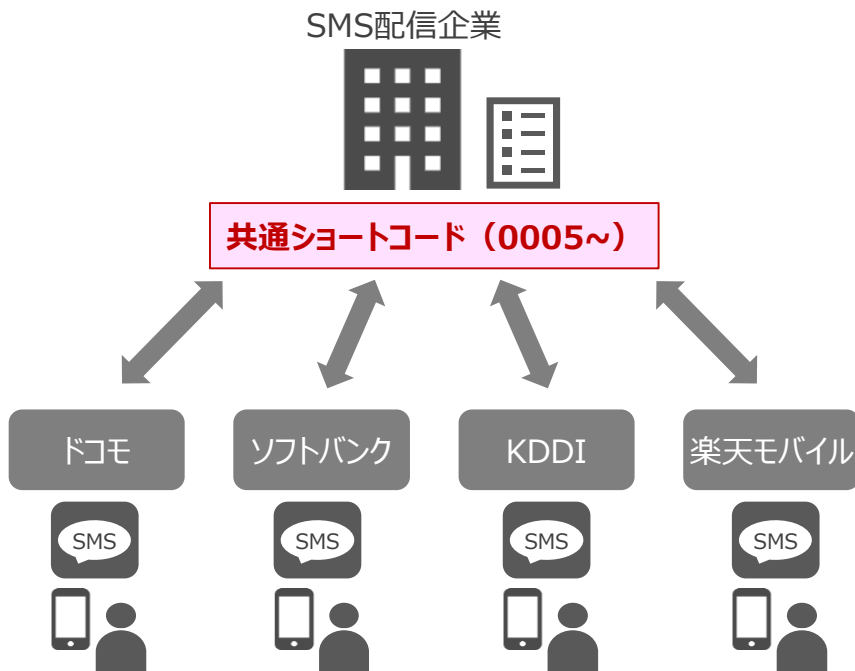 SMS配信企業
共通ショートコード（0005~）
ドコモ
ソフトバンク
KDDI
楽天モバイル
SMS
SMS
SMS
SMS